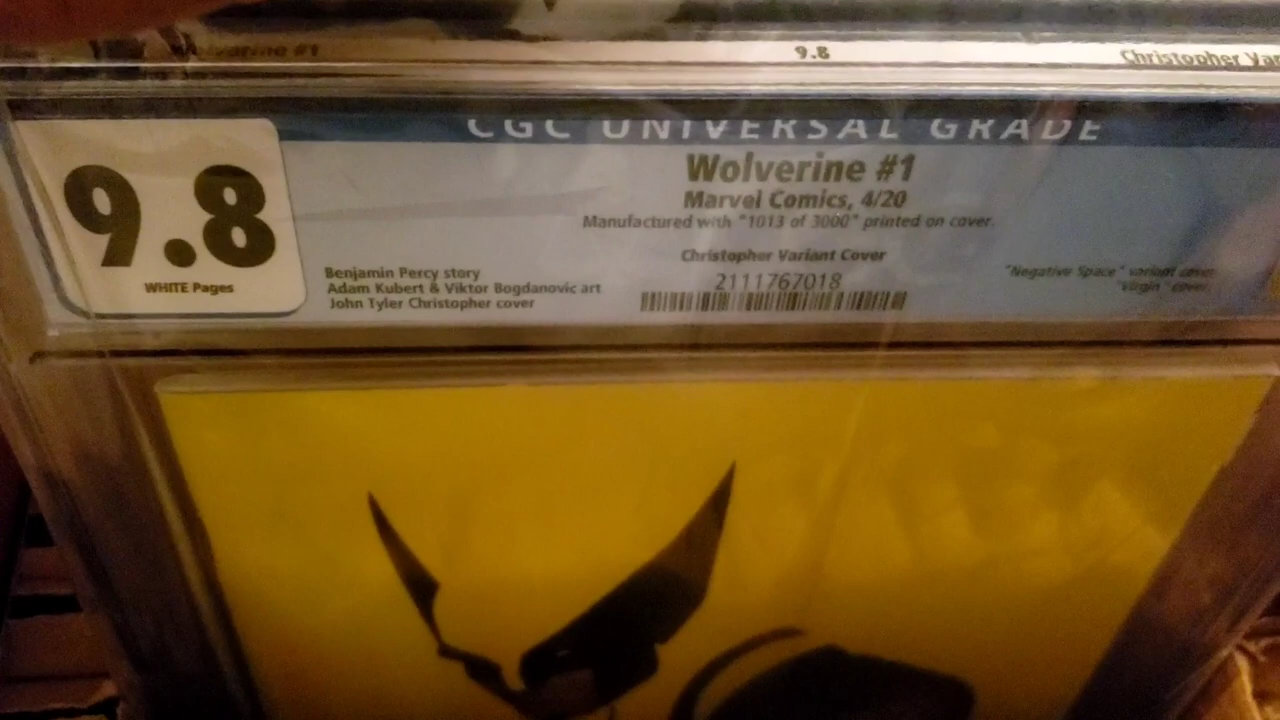 Wolverine #1
9.8
Christopher Var
CGC UNIVERSAL GRADE
9.8
WHITE Pages
Wolverine #1
Marvel Comics, 4/20
Manufactured with "1013 of 3000" printed on cover.
Christopher Variant Cover
2111767018
Benjamin Percy story
Adam Kubert & Viktor Bogdanovic art
John Tyler Christopher cover
"Negative Space" variant cover
"Virgin" cover